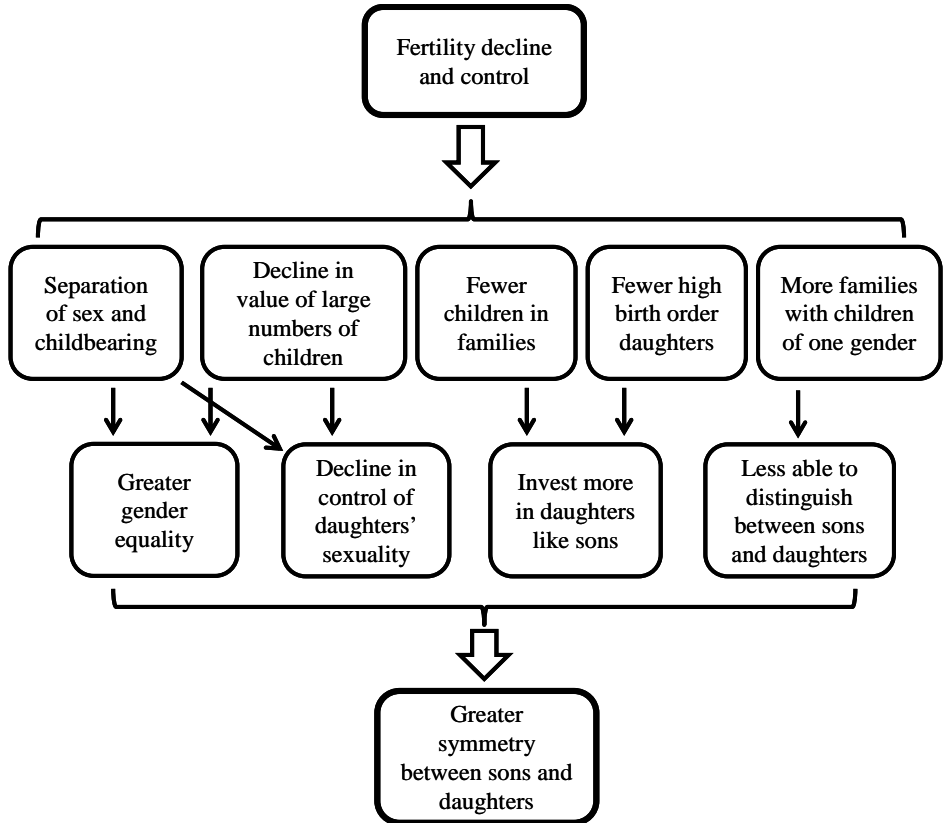 Fertility decline
and control
Separation
of sex and
childbearing
Decline in
value of large
numbers of
children
Fewer
children in
families
Fewer high
birth order
daughters
More families
with children
of one gender
Greater
gender
equality
Decline in
control of
daughters’
sexuality
Invest more
in daughters
like sons
Less able to
distinguish
between sons
and daughters
Greater
symmetry
between sons and
daughters